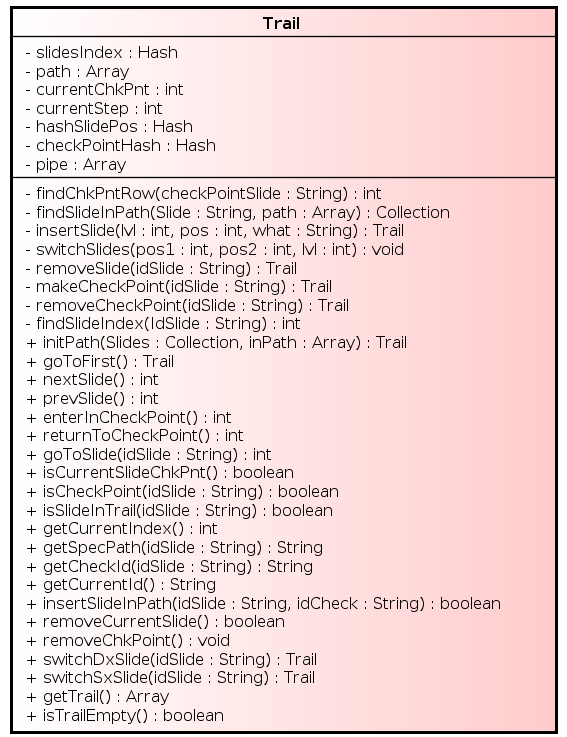 Trail
- slidesIndex : Hash
- path : Array
- currentChkPnt : int
- currentStep : int
- hashSlidePos : Hash
- checkPointHash : Hash
- pipe : Array
- findChkPntRow(checkPointSlide : String) : int
- findSlideInPath(Slide : String, path : Array) : Collection
- insertSlide(lvl : int, pos : int, what : String) : Trail
- switchSlides(pos1 : int, pos2 : int, lvl : int) : void
- removeSlide(idSlide : String) : Trail
- makeCheckPoint(idSlide : String) : Trail
- removeCheckPoint(idSlide : String) : Trail
- findSlideIndex(IdSlide : String) : int
+ initPath(Slides : Collection, inPath : Array) : Trail
+ goToFirst() : Trail
+ nextSlide() : int
+ prevSlide() : int
+ enterInCheckPoint() : int
+ returnToCheckPoint() : int
+ goToSlide(idSlide : String) : int
+ isCurrentSlideChkPnt() : boolean
+ isCheckPoint(idSlide : String) : boolean
+ isSlideInTrail(idSlide : String) : boolean
+ getCurrentIndex() : int
+ getSpecPath(idSlide : String) : String
+ getCheckId(idSlide : String) : String
+ getCurrentId() : String
+ insertSlideInPath(idSlide : String, idCheck : String) : boolean
+ removeCurrentSlide() : boolean
+ removeChkPoint() : void
+ switchDxSlide(idSlide : String) : Trail
+ switchSxSlide(idSlide : String) : Trail
+ getTrail() : Array
+ isTrailEmpty() : boolean